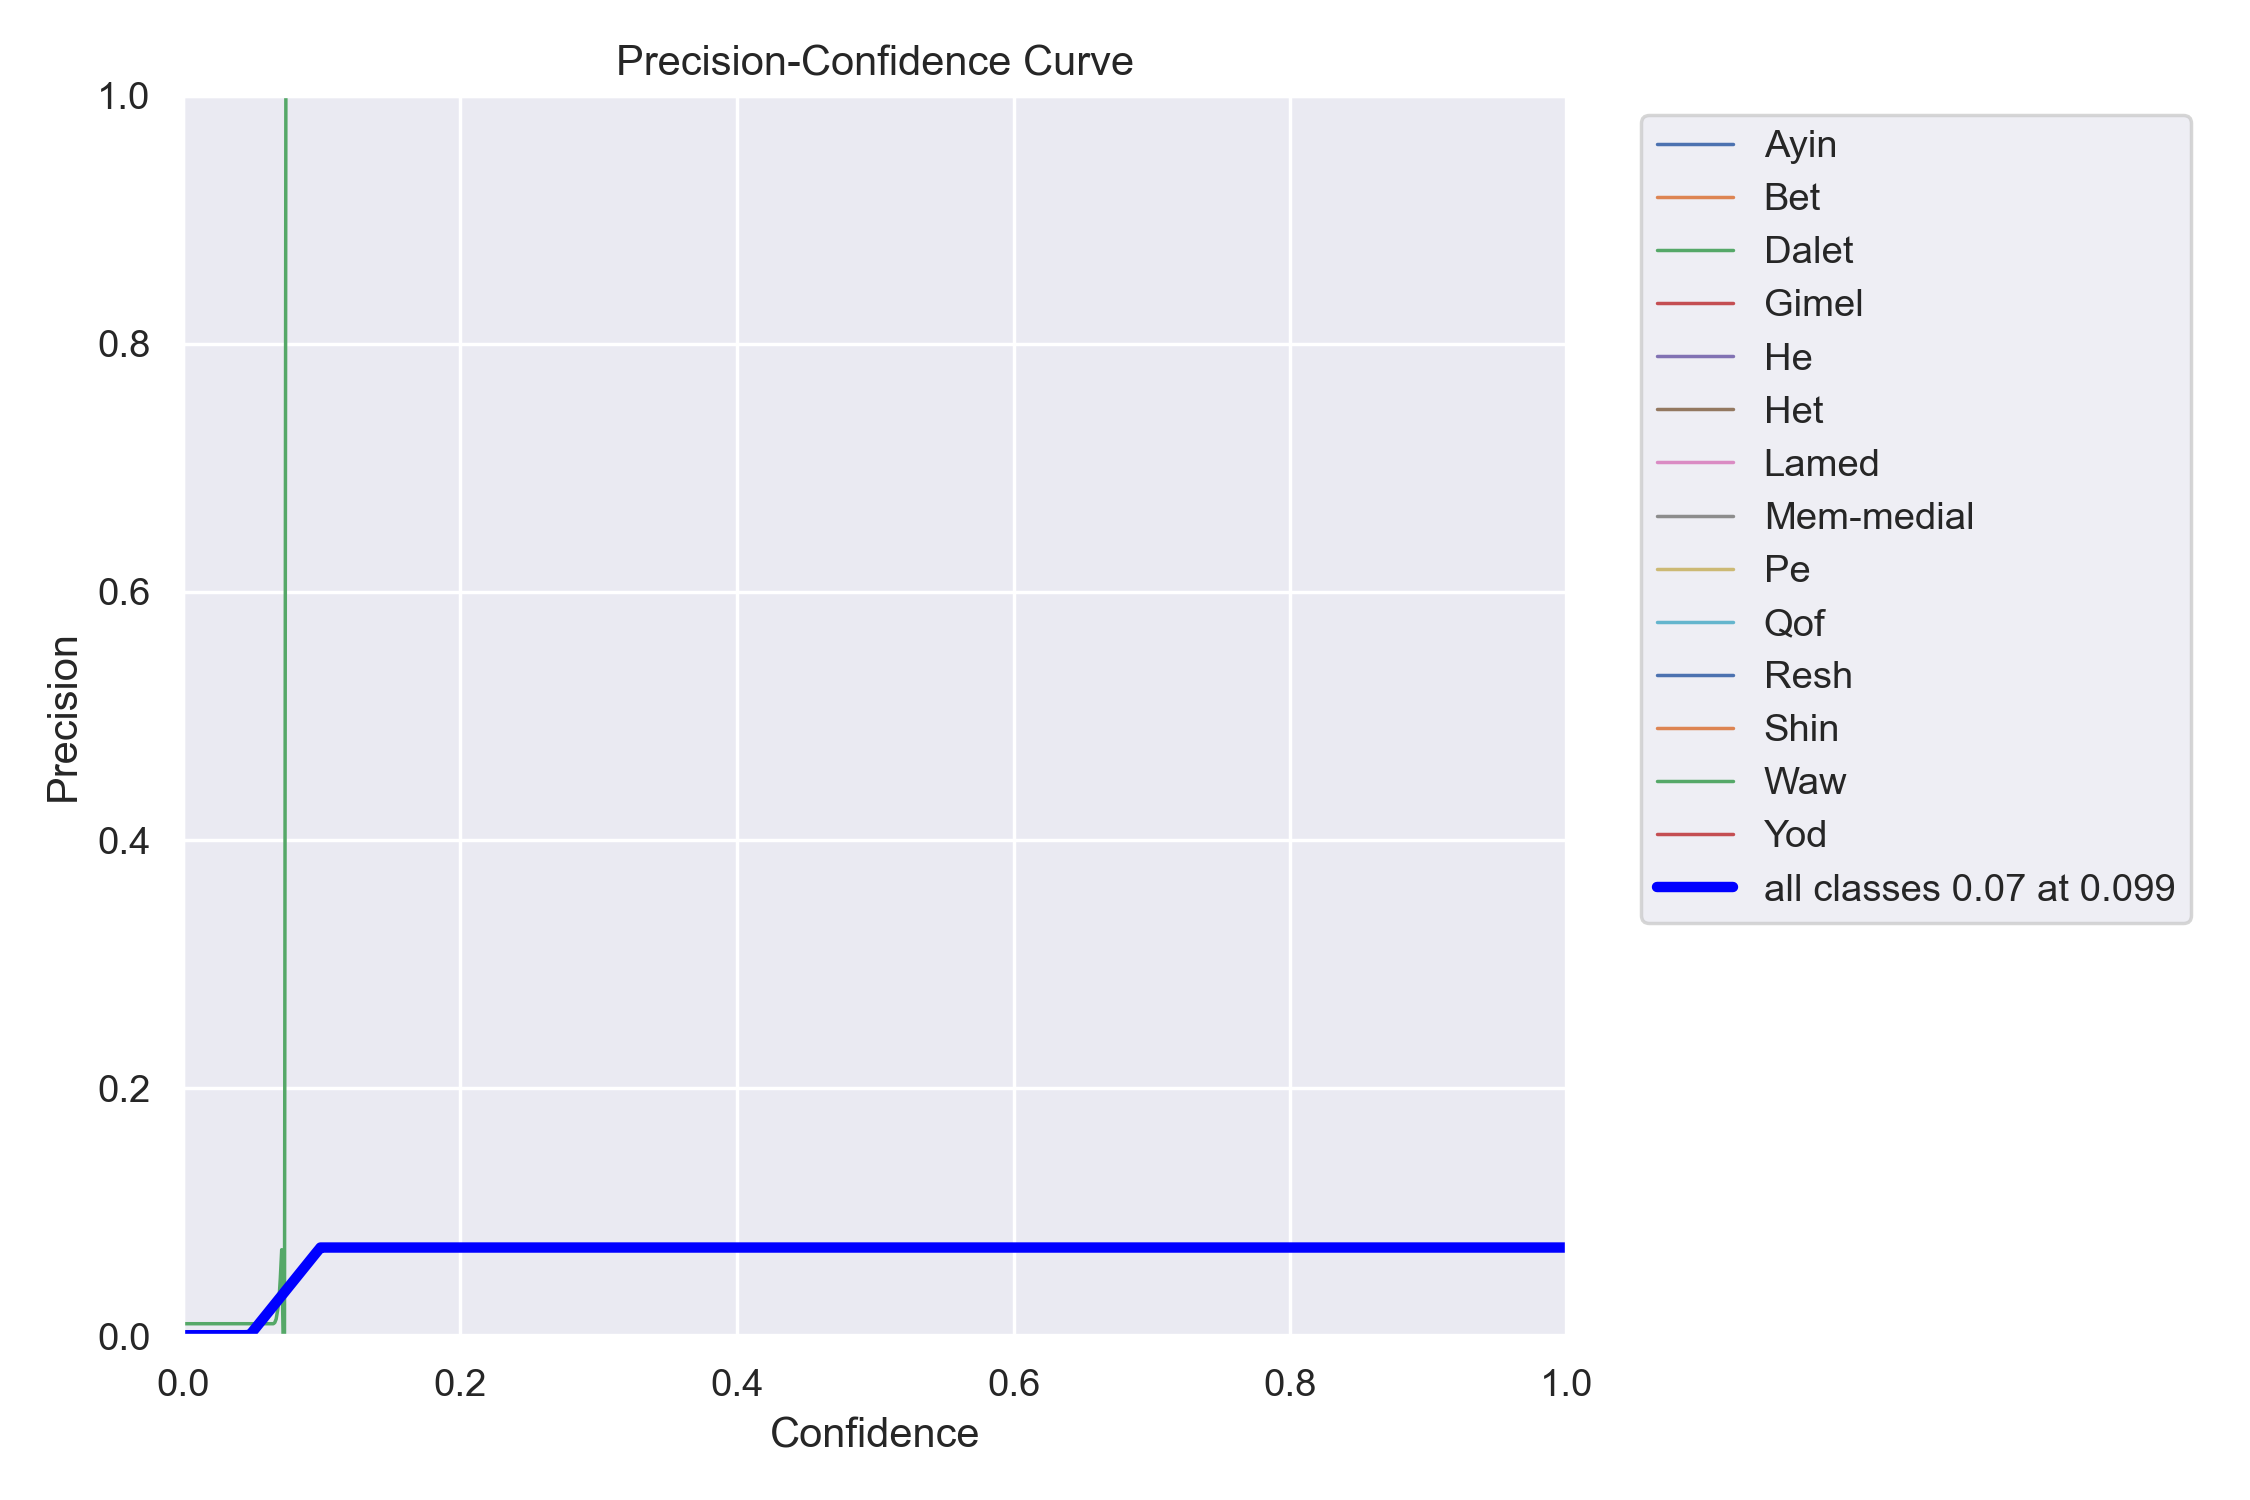 Precision-Confidence Curve
1.0
0.8
0.6
0.4
0.2
0.0
Precision
0.0 0.2 0.4 0.6 0.8 1.0
Confidence
Ayin
Bet
Dalet
Gimel
He
Het
Lamed
Mem-medial
Pe
Qof
Resh
Shin
Waw
Yod
all classes 0.07 at 0.099